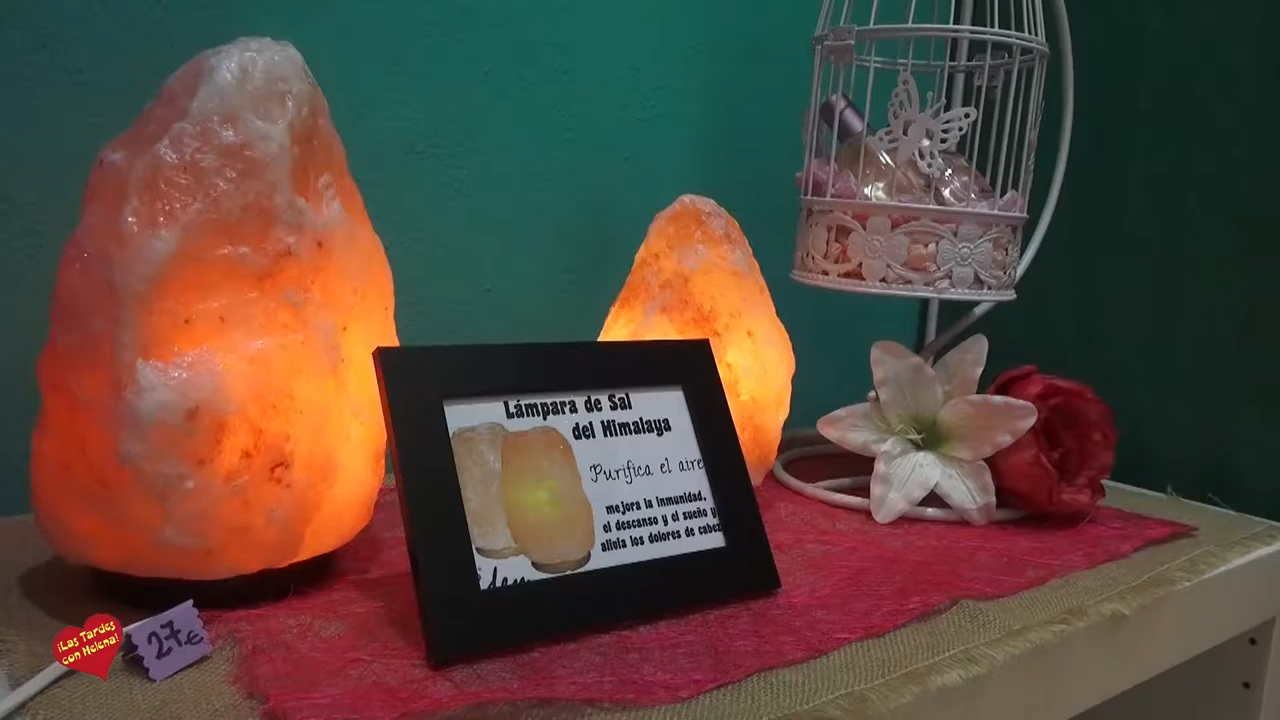 Lámpara de Sal
del Himalaya
Purifica el aire
mejora la inmunidad,
el descanso y el sueño y
alivia los dolores de cabez
¡Las Tardes
con Helena!
27€